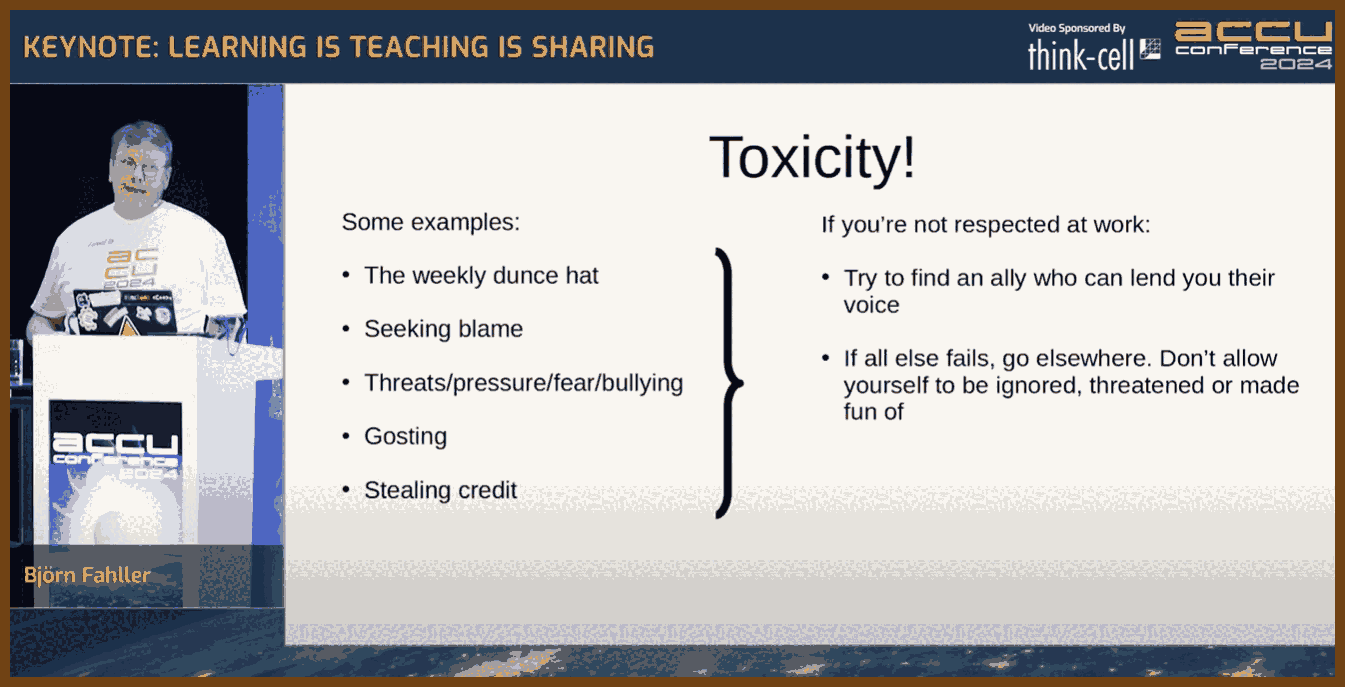 KEYNOTE: LEARNING IS TEACHING IS SHARING
Video Sponsored By
think-cell
accu
conference
2024
Toxicity!
Some examples:
• The weekly dunce hat
• Seeking blame
• Threats/pressure/fear/bullying
• Gosting
• Stealing credit
If you're not respected at work:
• Try to find an ally who can lend you their
voice
• If all else fails, go elsewhere. Don't allow
yourself to be ignored, threatened or made
fun of
ac
cu
2024
accu
conference
2024
Björn Fahller